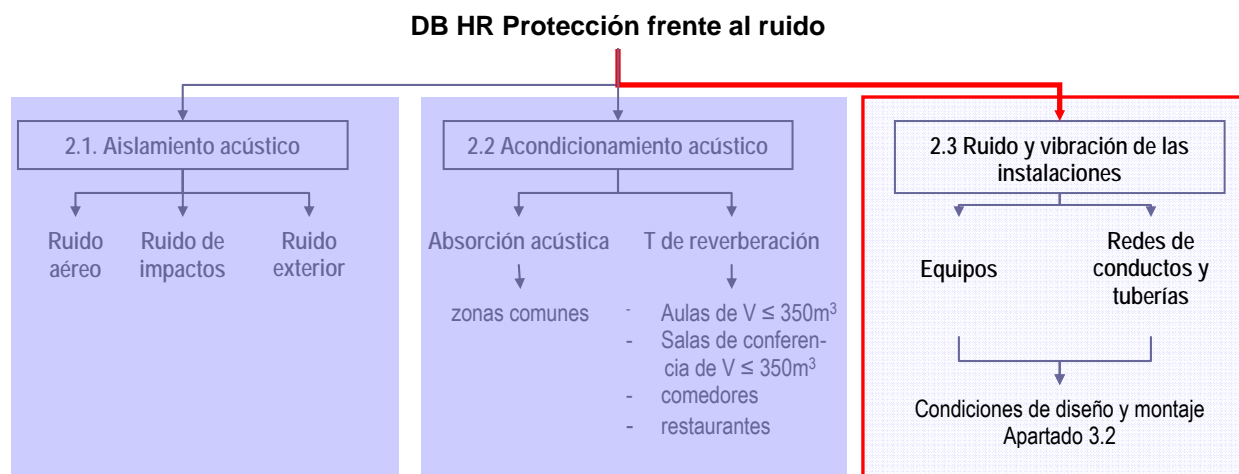 DB HR Protección frente al ruido
2.1. Aislamiento acústico
Ruido
aéreo
Ruido de
impactos
Ruido
exterior
2.2 Acondicionamiento acústico
Absorción acústica
zonas comunes
T de reverberación
- Aulas de V ≤ 350m³
- Salas de conferen-
cia de V ≤ 350m³
- comedores
- restaurantes
2.3 Ruido y vibración de las
instalaciones
Equipos
Redes de
conductos y
tuberías
Condiciones de diseño y montaje
Apartado 3.2